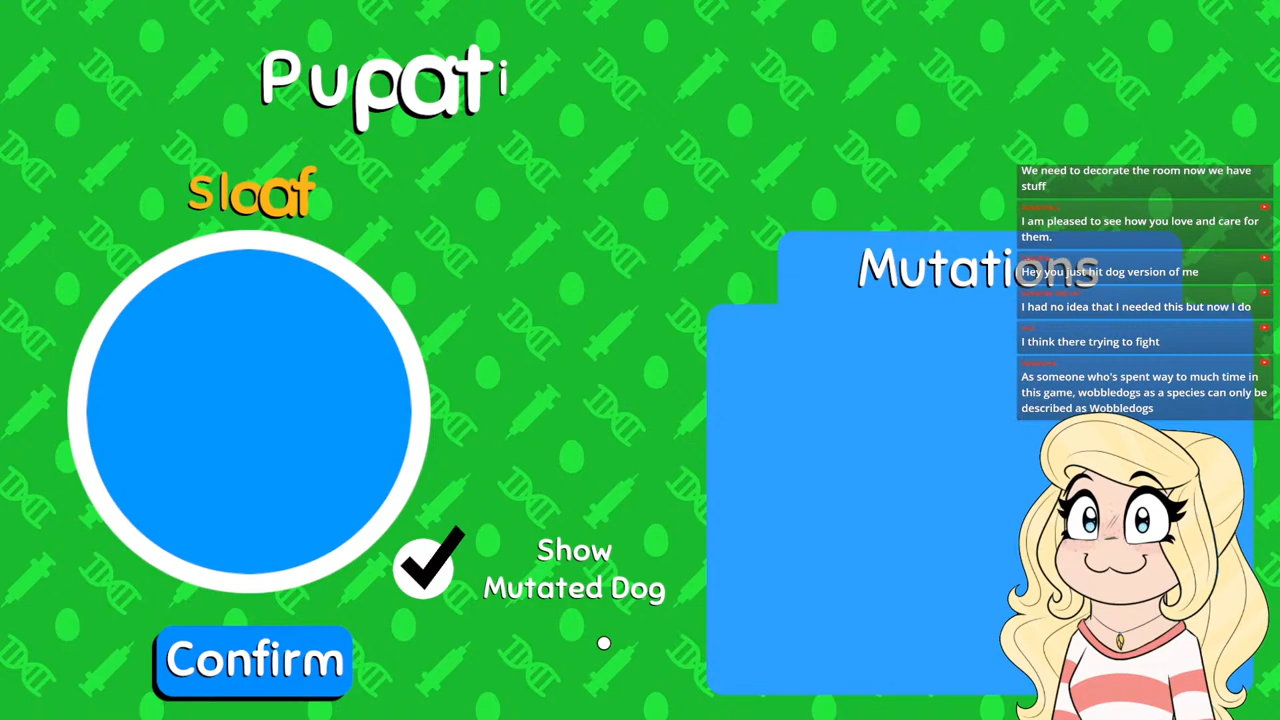 Pupati
Sloaf
Mutations
Show
Mutated Dog
Confirm
We need to decorate the room now we have
stuff
I am pleased to see how you love and care for
them.
Hey you just hit dog version of me
I had no idea that I needed this but now I do
I think there trying to fight
As someone who's spent way to much time in
this game, wobbledogs as a species can only be
described as Wobbledogs